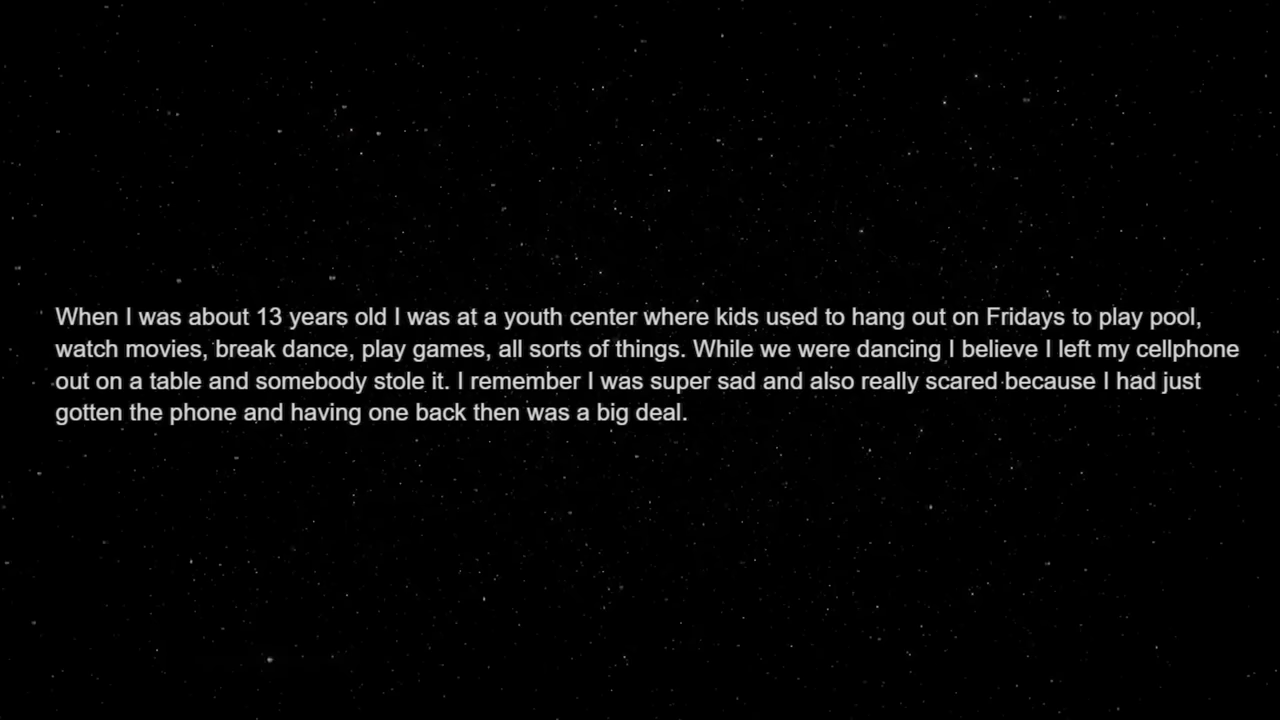 When I was about 13 years old I was at a youth center where kids used to hang out on Fridays to play pool,
watch movies, break dance, play games, all sorts of things. While we were dancing I believe I left my cellphone
out on a table and somebody stole it. I remember I was super sad and also really scared because I had just
gotten the phone and having one back then was a big deal.